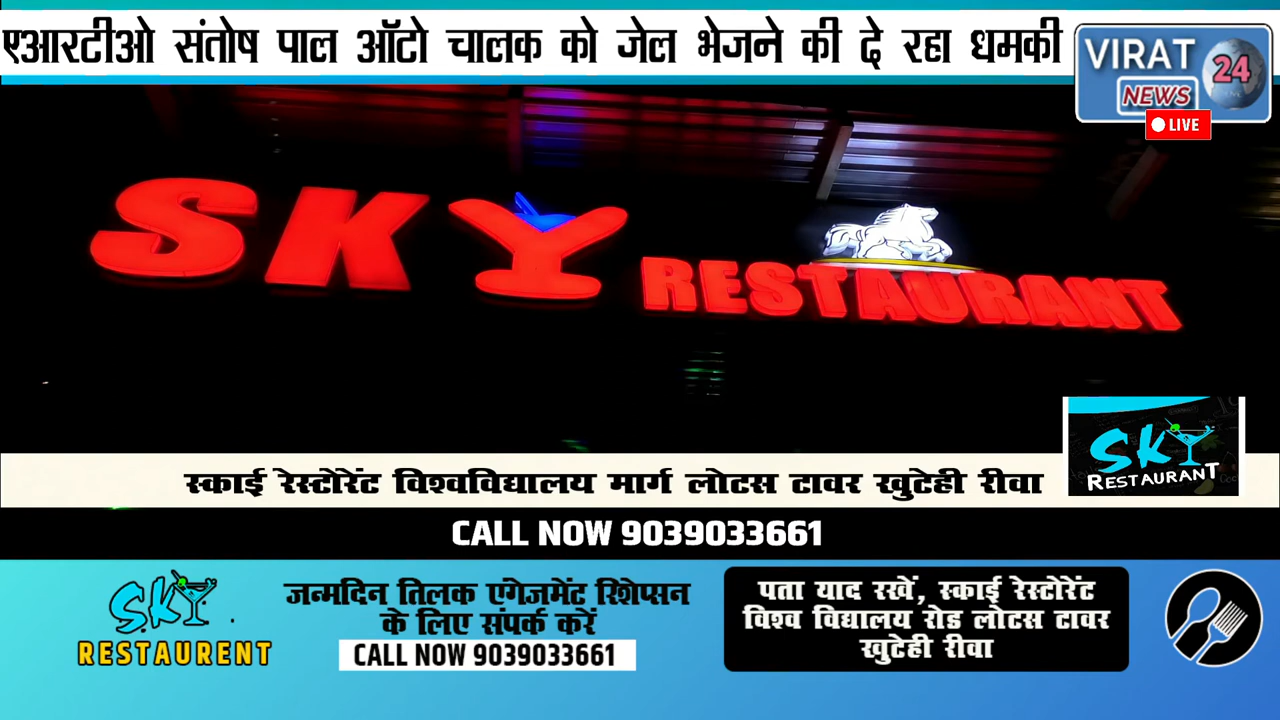 एआरटीओ संतोष पाल ऑटो चालक को जेल भेजने की दे रहा धमकी
VIRAT
24
NEWS
LIVE
SKY
RESTAURANT
SKY
RESTAURANT
स्काई रेस्टोरेंट विश्वविद्यालय मार्ग लोटस टावर खुटेही रीवा
CALL NOW 9039033661
SKY
RESTAURENT
जन्मदिन तिलक एंगेजमेंट रिशेप्सन
के लिए संपर्क करें
CALL NOW 9039033661
पता याद रखें, स्काई रेस्टोरेंट
विश्व विद्यालय रोड लोटस टावर
खुटेही रीवा